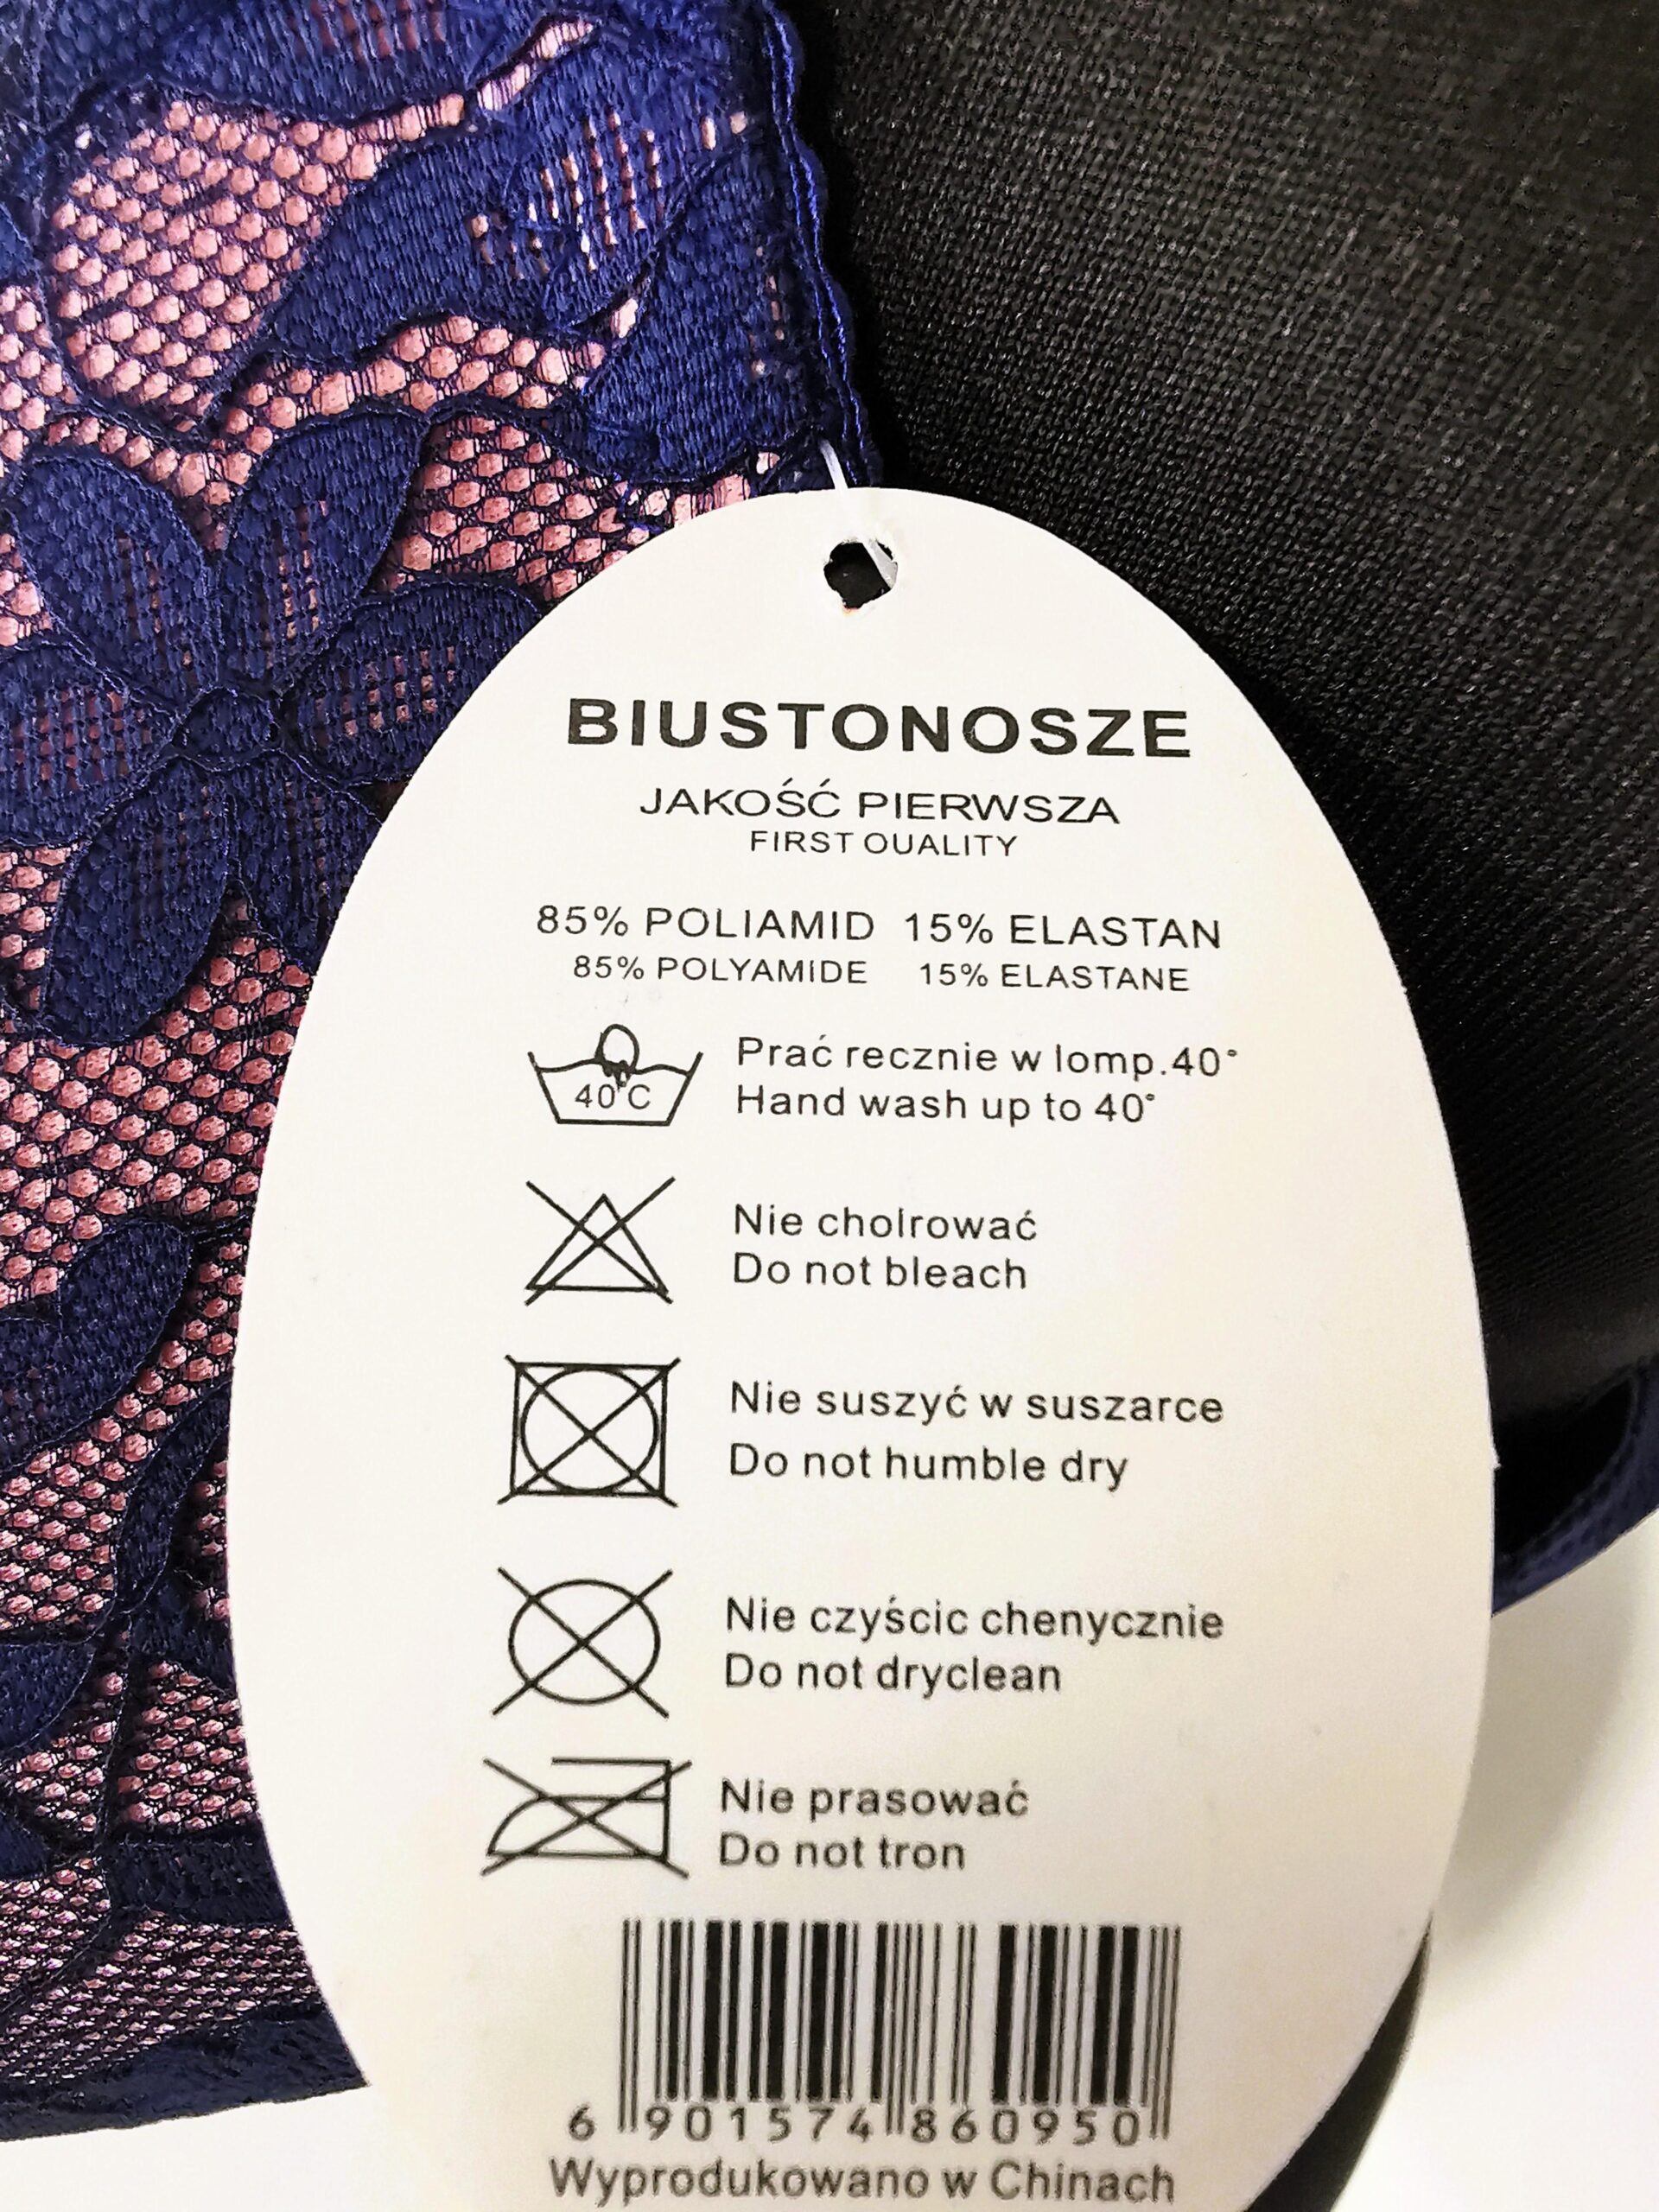 BIUSTONOSZE
JAKOŚĆ PIERWSZA
FIRST OUALITY
85% POLIAMID 15% ELASTAN
85% POLYAMIDE 15% ELASTANE
40°C
Prać recznie w lomp.40°
Hand wash up to 40°
Nie cholrować
Do not bleach
Nie suszyć w suszarce
Do not humble dry
Nie czyścic chenycznie
Do not dryclean
Nie prasować
Do not tron
6 901574 860950
Wyprodukowano w Chinach